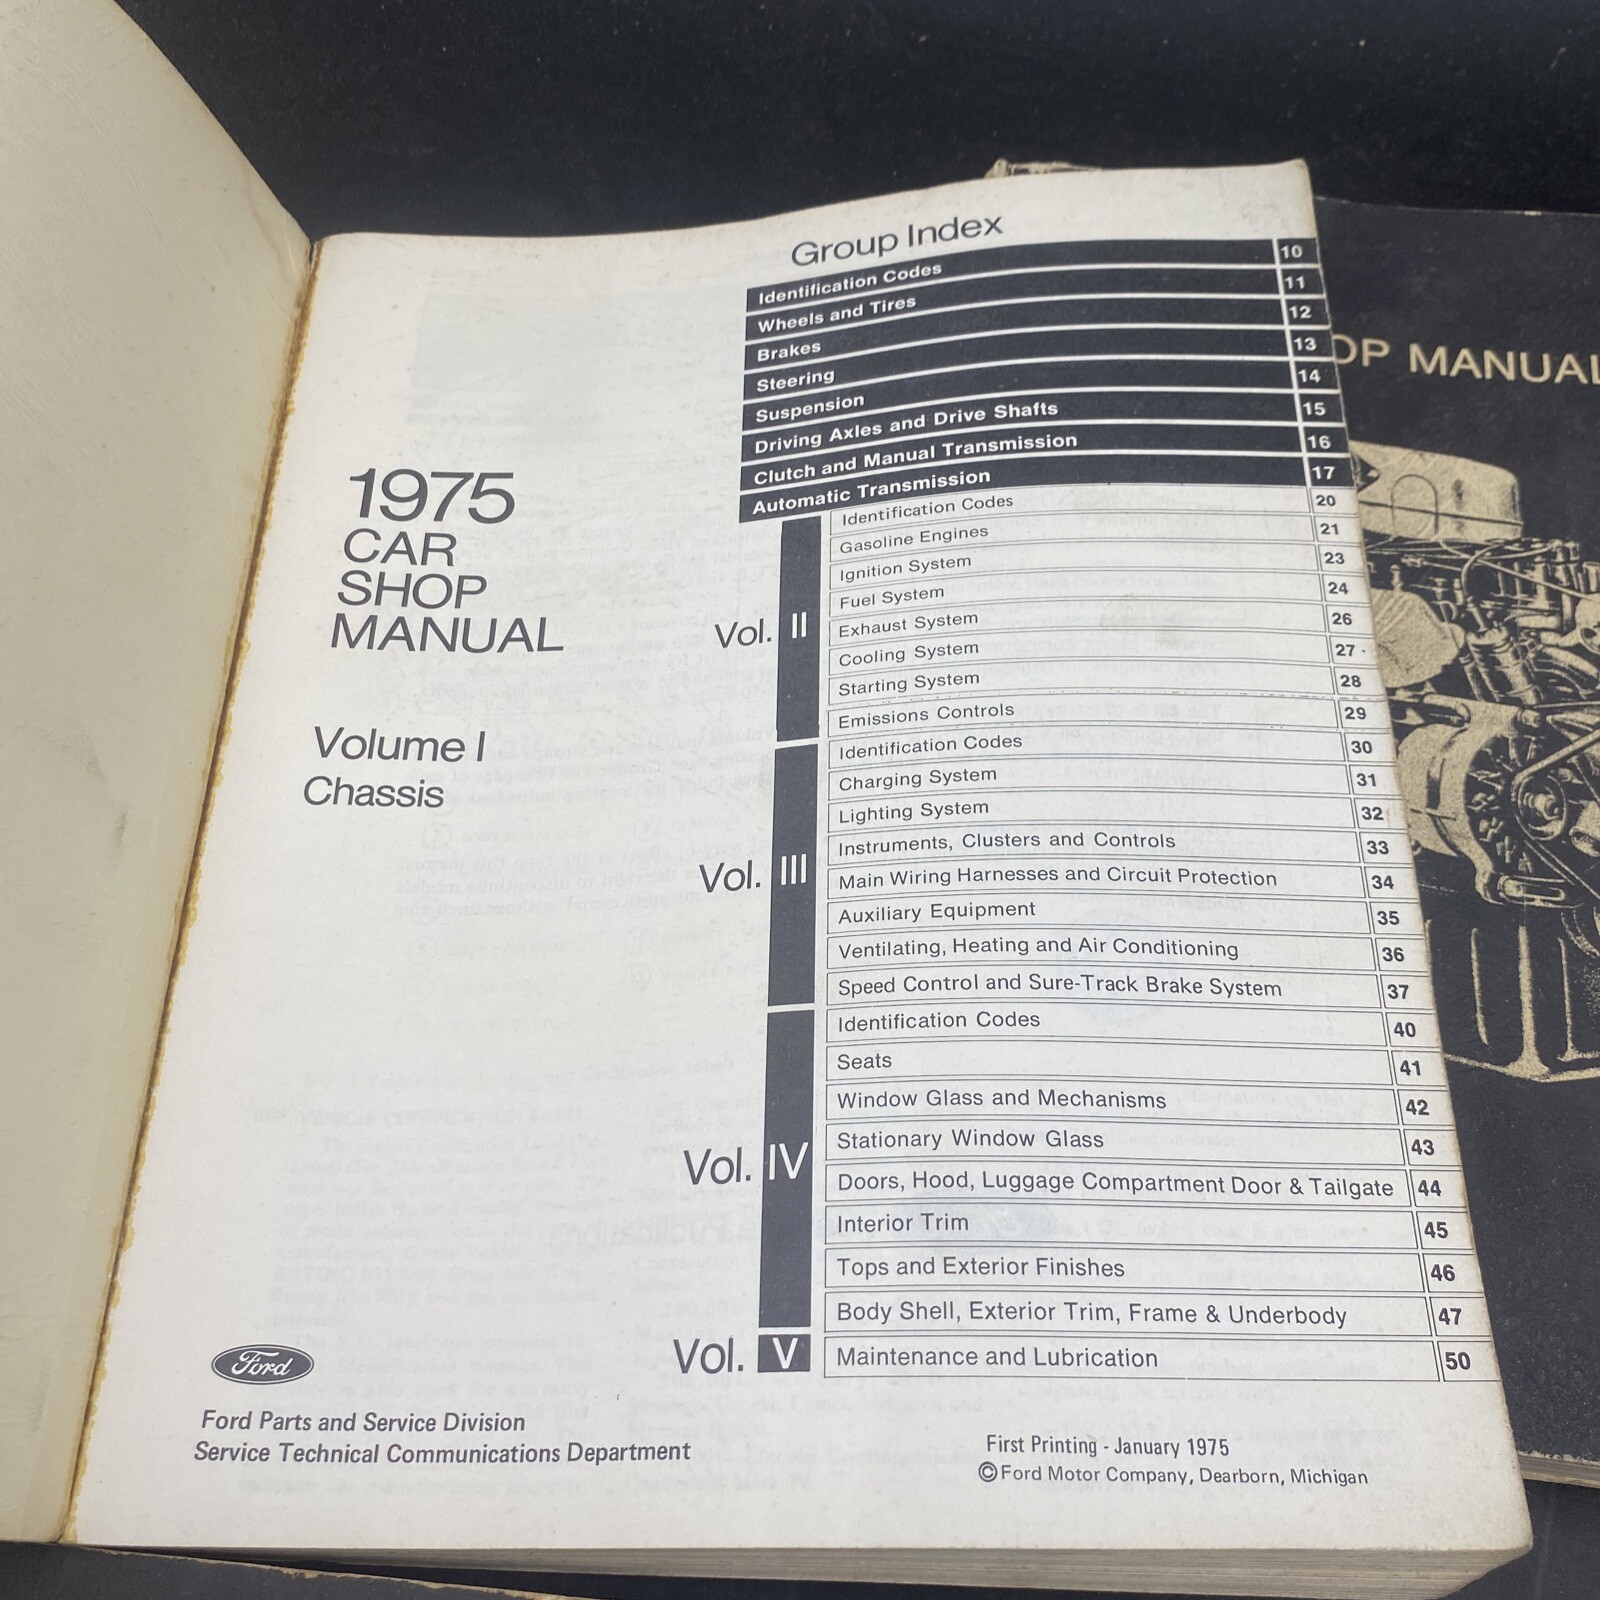 Group Index
Identification Codes 10
Wheels and Tires 11
Brakes 12
Steering 13
Suspension 14
Driving Axles and Drive Shafts 15
Clutch and Manual Transmission 16
Automatic Transmission 17
1975
CAR
SHOP
MANUAL
Volume I
Chassis
Vol. II
Identification Codes 20
Gasoline Engines 21
Ignition System 23
Fuel System 24
Exhaust System 26
Cooling System 27
Starting System 28
Emissions Controls 29
Vol. III
Identification Codes 30
Charging System 31
Lighting System 32
Instruments, Clusters and Controls 33
Main Wiring Harnesses and Circuit Protection 34
Auxiliary Equipment 35
Ventilating, Heating and Air Conditioning 36
Speed Control and Sure-Track Brake System 37
Vol. IV
Identification Codes 40
Seats 41
Window Glass and Mechanisms 42
Stationary Window Glass 43
Doors, Hood, Luggage Compartment Door & Tailgate 44
Interior Trim 45
Tops and Exterior Finishes 46
Body Shell, Exterior Trim, Frame & Underbody 47
Vol. V
Maintenance and Lubrication 50
Ford
Ford Parts and Service Division
Service Technical Communications Department
First Printing - January 1975
© Ford Motor Company, Dearborn, Michigan
OP MANUAL